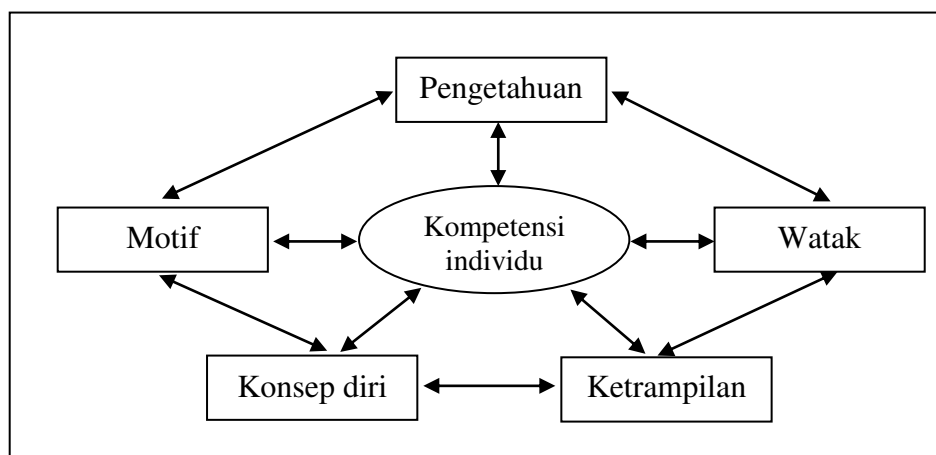 Pengetahuan
Motif
Kompetensi
individu
Watak
Konsep diri
Ketrampilan